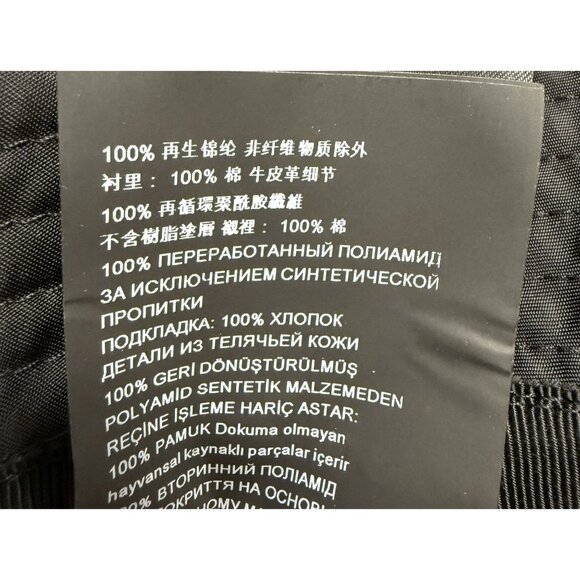 100% 再生锦纶 非纤维物质除外
衬里： 100% 棉 牛皮革细节
100% 再循環聚酰胺纖維
不含樹脂塗層 襯裡： 100% 棉
100% ПЕРЕРАБОТАННЫЙ ПОЛИАМИД
ЗА ИСКЛЮЧЕНИЕМ СИНТЕТИЧЕСКОЙ
ПРОПИТКИ
ПОДКЛАДКА: 100% ХЛОПОК
ДЕТАЛИ ИЗ ТЕЛЯЧЬЕЙ КОЖИ
100% GERİ DÖNÜŞTÜRÜLMÜŞ
POLYAMİD SENTETİK MALZEMEDEN
REÇİNE İŞLEME HARİÇ ASTAR:
100% PAMUK Dokuma olmayan
hayvansal kaynaklı parçalar içerir
ВТОРИННИЙ ПОЛІАМІД
НА ОСНОВІ